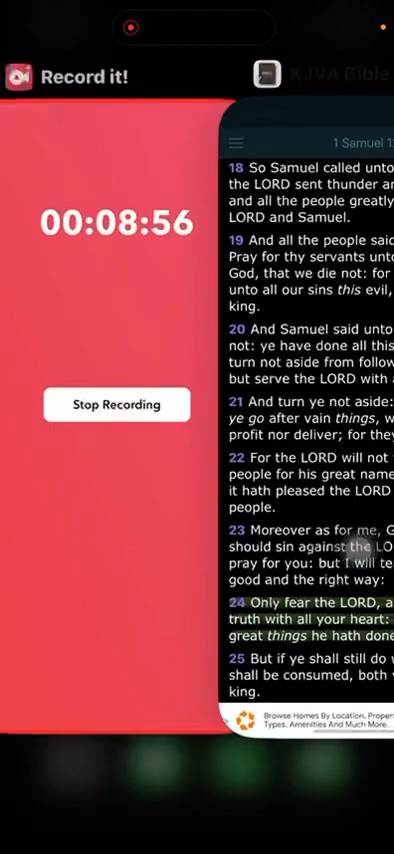 Record it!
KJVA Bible
00:08:56
Stop Recording
1 Samuel 1
18 So Samuel called unto
the LORD sent thunder an
and all the people greatly
LORD and Samuel.
19 And all the people said
Pray for thy servants unto
God, that we die not: for
unto all our sins this evil,
king.
20 And Samuel said unto
not: ye have done all this
turn not aside from follow
but serve the LORD with a
21 And turn ye not aside:
ye go after vain things, w
profit nor deliver; for they
22 For the LORD will not
people for his great name
it hath pleased the LORD
people.
23 Moreover as for me, G
should sin against the LO
pray for you: but I will te
good and the right way:
24 Only fear the LORD, a
truth with all your heart:
great things he hath done
25 But if ye shall still do
shall be consumed, both
king.
Browse Homes By Location, Proper
Types, Amenities And Much More.